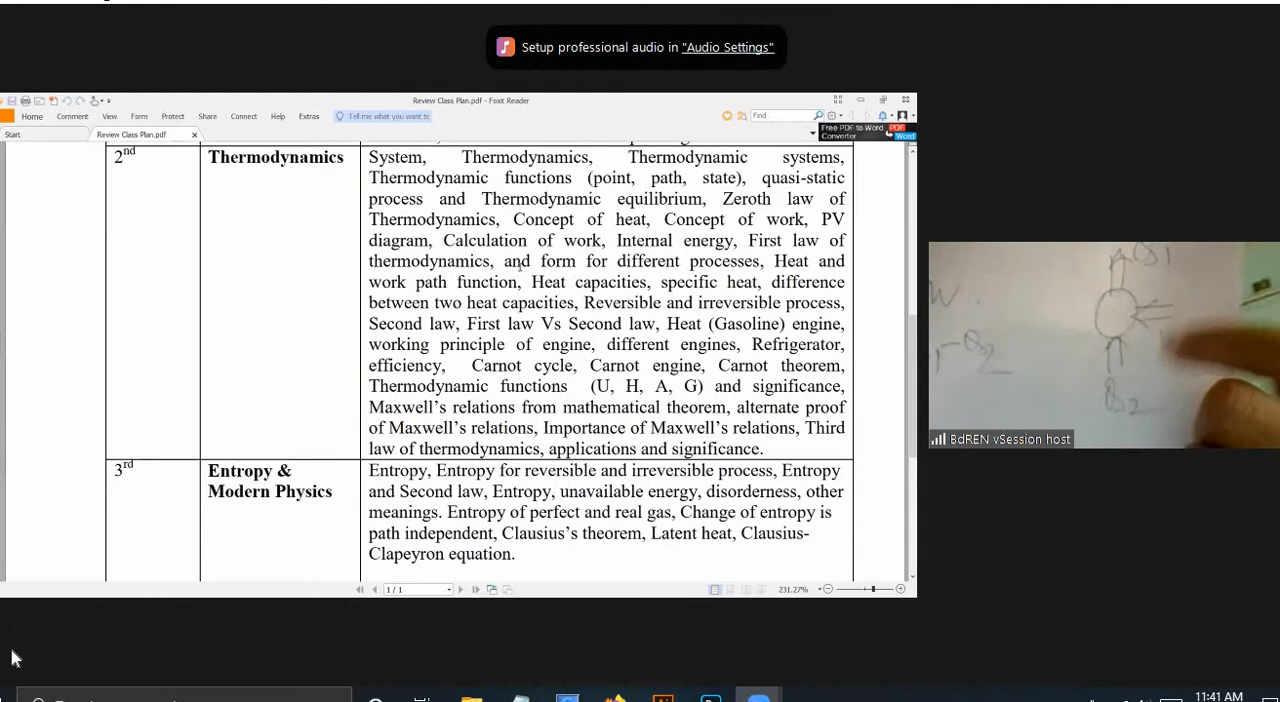 Setup professional audio in "Audio Settings"
Review Class Plan.pdf - Foxit Reader
Home Comment View Form Protect Share Connect Help Extras Tell me what you want to Find
Free PDF to Word Converter PDF Word
Start Review Class Plan.pdf
2nd Thermodynamics
System, Thermodynamics, Thermodynamic systems,
Thermodynamic functions (point, path, state), quasi-static
process and Thermodynamic equilibrium, Zeroth law of
Thermodynamics, Concept of heat, Concept of work, PV
diagram, Calculation of work, Internal energy, First law of
thermodynamics, and form for different processes, Heat and
work path function, Heat capacities, specific heat, difference
between two heat capacities, Reversible and irreversible process,
Second law, First law Vs Second law, Heat (Gasoline) engine,
working principle of engine, different engines, Refrigerator,
efficiency, Carnot cycle, Carnot engine, Carnot theorem,
Thermodynamic functions (U, H, A, G) and significance,
Maxwell's relations from mathematical theorem, alternate proof
of Maxwell's relations, Importance of Maxwell's relations, Third
law of thermodynamics, applications and significance.
3rd Entropy &
Modern Physics
Entropy, Entropy for reversible and irreversible process, Entropy
and Second law, Entropy, unavailable energy, disorderness, other
meanings. Entropy of perfect and real gas, Change of entropy is
path independent, Clausius's theorem, Latent heat, Clausius-
Clapeyron equation.
1 / 1
231.27%
Q1
W.
Q2
Q2
BdREN vSession host
11:41 AM